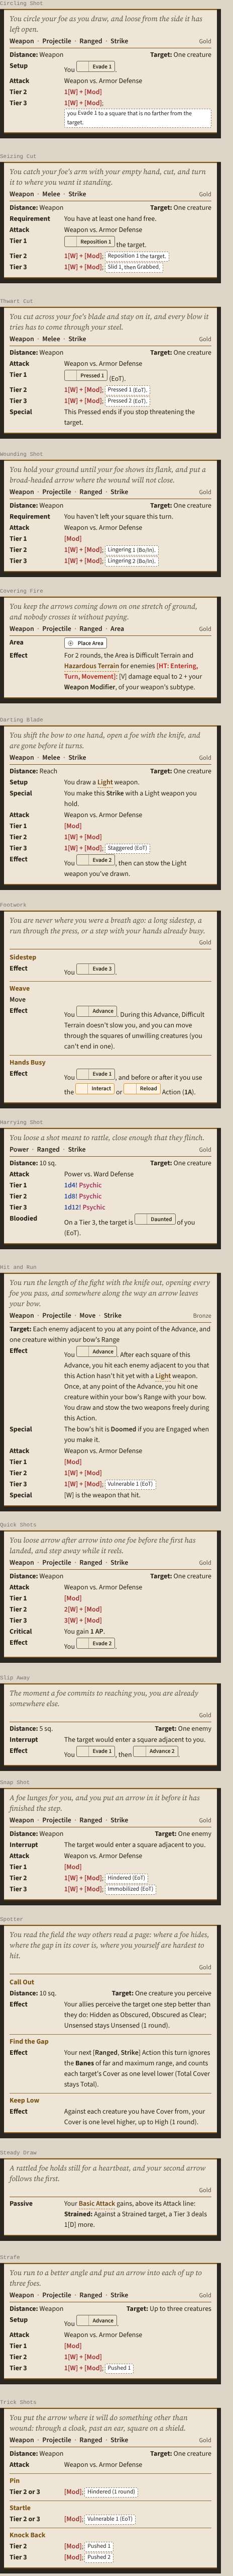 Circling Shot
You circle your foe as you draw, and loose from the side it has
left open.
Weapon · Projectile · Ranged · Strike Gold
Distance: Weapon Target: One creature
Setup You Evade 1.
Attack Weapon vs. Armor Defense
Tier 1 [Mod]
Tier 2 1[W] + [Mod]
Tier 3 1[W] + [Mod];
you Evade 1 to a square that is no farther from the
target.
Seizing Cut
You catch your foe's arm with your empty hand, cut, and turn
it to where you want it standing.
Weapon · Melee · Strike Gold
Distance: Weapon Target: One creature
Requirement You have at least one hand free.
Attack Weapon vs. Armor Defense
Tier 1 Reposition 1 the target.
Tier 2 1[W] + [Mod]; Reposition 1 the target.
Tier 3 1[W] + [Mod]; Slid 1, then Grabbed.
Thwart Cut
You cut across your foe's blade and stay on it, and every blow it
tries has to come through your steel.
Weapon · Melee · Strike Gold
Distance: Weapon Target: One creature
Attack Weapon vs. Armor Defense
Tier 1 Pressed 1 (EoT).
Tier 2 1[W] + [Mod]; Pressed 1 (EoT).
Tier 3 1[W] + [Mod]; Pressed 2 (EoT).
Special This Pressed ends if you stop threatening the
target.
Wounding Shot
You hold your ground until your foe shows its flank, and put a
broad-headed arrow where the wound will not close.
Weapon · Projectile · Ranged · Strike Gold
Distance: Weapon Target: One creature
Requirement You haven't left your square this turn.
Attack Weapon vs. Armor Defense
Tier 1 [Mod]
Tier 2 1[W] + [Mod]; Lingering 1 (Bo/In).
Tier 3 1[W] + [Mod]; Lingering 2 (Bo/In).
Covering Fire
You keep the arrows coming down on one stretch of ground,
and nobody crosses it without paying.
Weapon · Projectile · Ranged · Area Gold
Area Place Area
Effect For 2 rounds, the Area is Difficult Terrain and
Hazardous Terrain for enemies [HT: Entering,
Turn, Movement]: [V] damage equal to 2 + your
Weapon Modifier, of your weapon's subtype.
Darting Blade
You shift the bow to one hand, open a foe with the knife, and
are gone before it turns.
Weapon · Melee · Strike Gold
Distance: Reach Target: One creature
Setup You draw a Light weapon.
Special You make this Strike with a Light weapon you
hold.
Attack Weapon vs. Armor Defense
Tier 1 [Mod]
Tier 2 1[W] + [Mod]
Tier 3 1[W] + [Mod]; Staggered (EoT)
Effect You Evade 2, then can stow the Light
weapon you've drawn.
Footwork
You are never where you were a breath ago: a long sidestep, a
run through the press, or a step with your hands already busy.
Gold
Sidestep
Effect You Evade 3.
Weave
Move
Effect You Advance. During this Advance, Difficult
Terrain doesn't slow you, and you can move
through the squares of unwilling creatures (you
can't end in one).
Hands Busy
Effect You Evade 1, and before or after it you use
the Interact or Reload Action (1A).
Harrying Shot
You loose a shot meant to rattle, close enough that they flinch.
Power · Ranged · Strike Gold
Distance: 10 sq. Target: One creature
Attack Power vs. Ward Defense
Tier 1 1d4! Psychic
Tier 2 1d8! Psychic
Tier 3 1d12! Psychic
Bloodied On a Tier 3, the target is Daunted of you
(EoT).
Hit and Run
You run the length of the fight with the knife out, opening every
foe you pass, and somewhere along the way an arrow leaves
your bow.
Weapon · Projectile · Move · Strike Bronze
Target: Each enemy adjacent to you at any point of the Advance, and
one creature within your bow's Range
Effect You Advance. After each square of this
Advance, you hit each enemy adjacent to you that
this Action hasn't hit yet with a Light weapon.
Once, at any point of the Advance, you hit one
creature within your bow's Range with your bow.
You draw and stow the two weapons freely during
this Action.
Special The bow's hit is Doomed if you are Engaged when
you make it.
Attack Weapon vs. Armor Defense
Tier 1 [Mod]
Tier 2 1[W] + [Mod]
Tier 3 1[W] + [Mod]; Vulnerable 1 (EoT)
Special [W] is the weapon that hit.
Quick Shots
You loose arrow after arrow into one foe before the first has
landed, and step away while it reels.
Weapon · Projectile · Ranged · Strike Gold
Distance: Weapon Target: One creature
Attack Weapon vs. Armor Defense
Tier 1 [Mod]
Tier 2 2[W] + [Mod]
Tier 3 3[W] + [Mod]
Critical You gain 1 AP.
Effect You Evade 2.
Slip Away
The moment a foe commits to reaching you, you are already
somewhere else.
Gold
Distance: 5 sq. Target: One enemy
Interrupt The target would enter a square adjacent to you.
Effect You Evade 1, then Advance 2.
Snap Shot
A foe lunges for you, and you put an arrow in it before it has
finished the step.
Weapon · Projectile · Ranged · Strike Gold
Distance: Weapon Target: One enemy
Interrupt The target would enter a square adjacent to you.
Attack Weapon vs. Armor Defense
Tier 1 [Mod]
Tier 2 1[W] + [Mod]; Hindered (EoT)
Tier 3 1[W] + [Mod]; Immobilized (EoT)
Spotter
You read the field the way others read a page: where a foe hides,
where the gap in its cover is, where you yourself are hardest to
hit.
Gold
Call Out
Distance: 10 sq. Target: One creature you perceive
Effect Your allies perceive the target one step better than
they do: Hidden as Obscured, Obscured as Clear;
Unsensed stays Unsensed (1 round).
Find the Gap
Effect Your next [Ranged, Strike] Action this turn ignores
the Banes of far and maximum range, and counts
each target's Cover as one level lower (Total Cover
stays Total).
Keep Low
Effect Against each creature you have Cover from, your
Cover is one level higher, up to High (1 round).
Steady Draw
A rattled foe holds still for a heartbeat, and your second arrow
follows the first.
Gold
Passive Your Basic Attack gains, above its Attack line:
Strained: Against a Strained target, a Tier 3 deals
1[D] more.
Strafe
You run to a better angle and put an arrow into each of up to
three foes.
Weapon · Projectile · Ranged · Strike Gold
Distance: Weapon Target: Up to three creatures
Setup You Advance.
Attack Weapon vs. Armor Defense
Tier 1 [Mod]
Tier 2 1[W] + [Mod]
Tier 3 1[W] + [Mod]; Pushed 1
Trick Shots
You put the arrow where it will do something other than
wound: through a cloak, past an ear, square on a shield.
Weapon · Projectile · Ranged · Strike Gold
Distance: Weapon Target: One creature
Attack Weapon vs. Armor Defense
Pin
Tier 2 or 3 [Mod]; Hindered (1 round)
Startle
Tier 2 or 3 [Mod]; Vulnerable 1 (EoT)
Knock Back
Tier 2 [Mod]; Pushed 1
Tier 3 [Mod]; Pushed 2